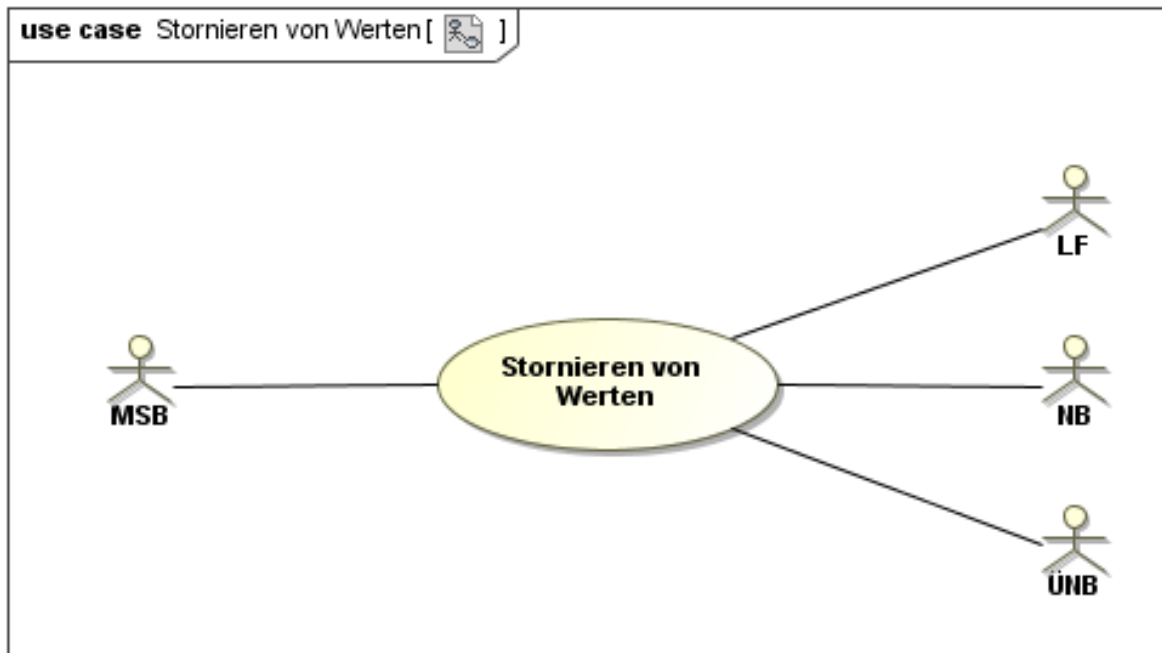 use case Stornieren von Werten [ ]
LF
Stornieren von
Werten
MSB
NB
ÜNB